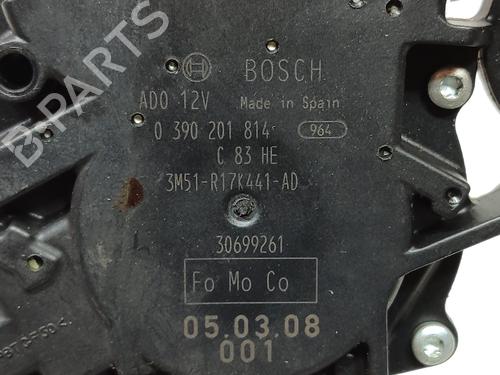 BOSCH
ADO 12V Made in Spain
0 390 201 814 964
C 83 HE
3M51-R17K441-AD
30699261
Fo Mo Co
05.03.08
001
B-PARTS